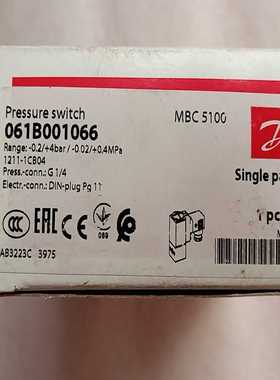 Pressure switch
061B001066
Range: -0.2/+4bar / -0.02/+0.4MPa
1211-1CB04
Press.-conn.: G 1/4
Electr.-conn.: DIN-plug Pg 11
MBC 5100
Single pa
1 pc
089
AB3223C 3975